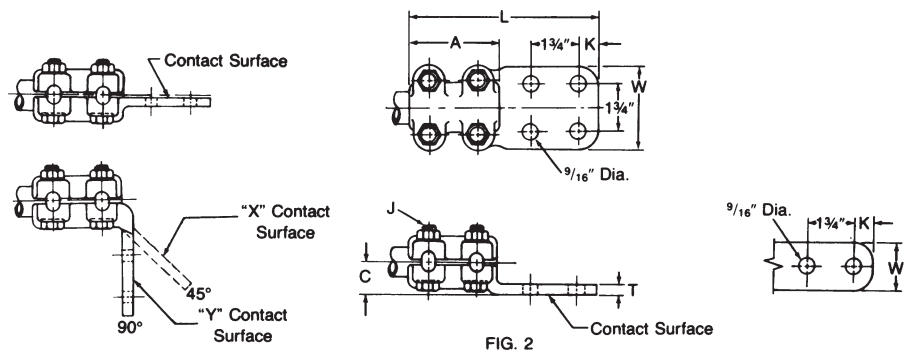 Contact Surface
"X" Contact
Surface
45°
"Y" Contact
Surface
90°
L
A
1¾"
K
W
1¾"
9/16" Dia.
J
C
T
Contact Surface
FIG. 2
9/16" Dia.
1¾"
K
W